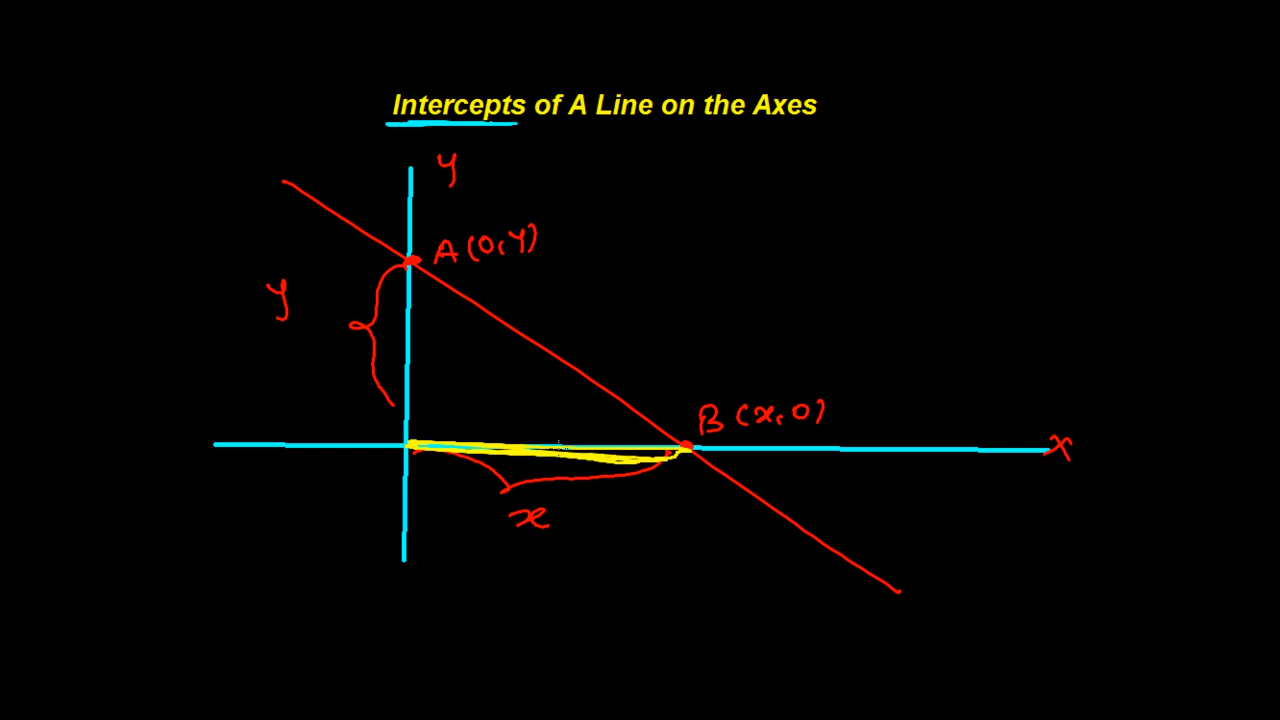 Intercepts of A Line on the Axes
y
A (0, y)
y
B (x, 0)
x
x